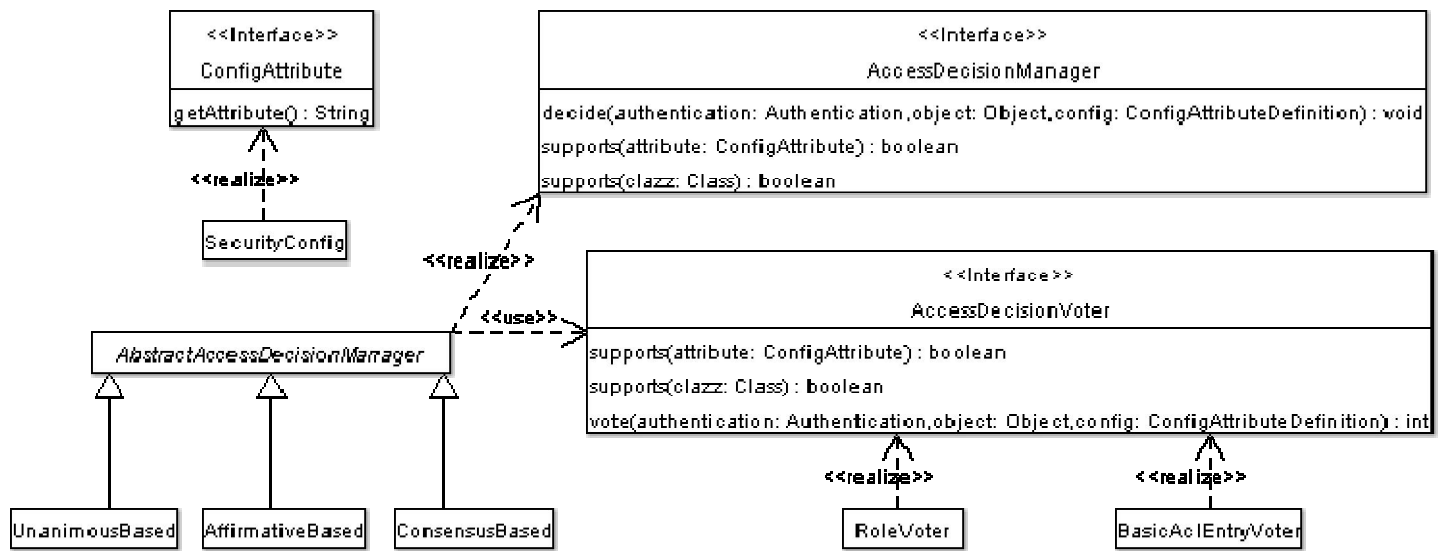 <<Interface>>
ConfigAttribute
getAttribute() : String
<<realize>>
SecurityConfig
<<Interface>>
AccessDecisionManager
decide(authentication: Authentication,object: Object,config: ConfigAttributeDefinition) : void
supports(attribute: ConfigAttribute) : boolean
supports(clazz: Class) : boolean
<<realize>>
<<use>>
<<Interface>>
AccessDecisionVoter
supports(attribute: ConfigAttribute) : boolean
supports(clazz: Class) : boolean
vote(authentication: Authentication,object: Object,config: ConfigAttributeDefinition) : int
AbstractAccessDecisionManager
<<realize>>
<<realize>>
UnanimousBased
AffirmativeBased
ConsensusBased
RoleVoter
BasicAclEntryVoter